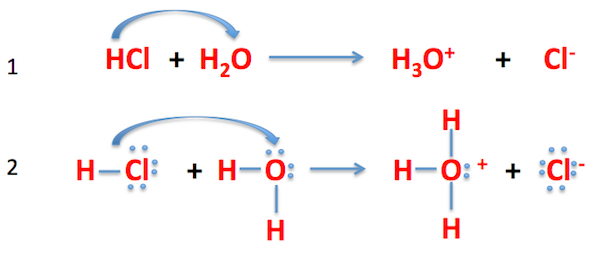 1 HCl + H₂O → H₃O⁺ + Cl⁻
H
2 H–Cl + H–O → H–O⁺ + Cl⁻
H H